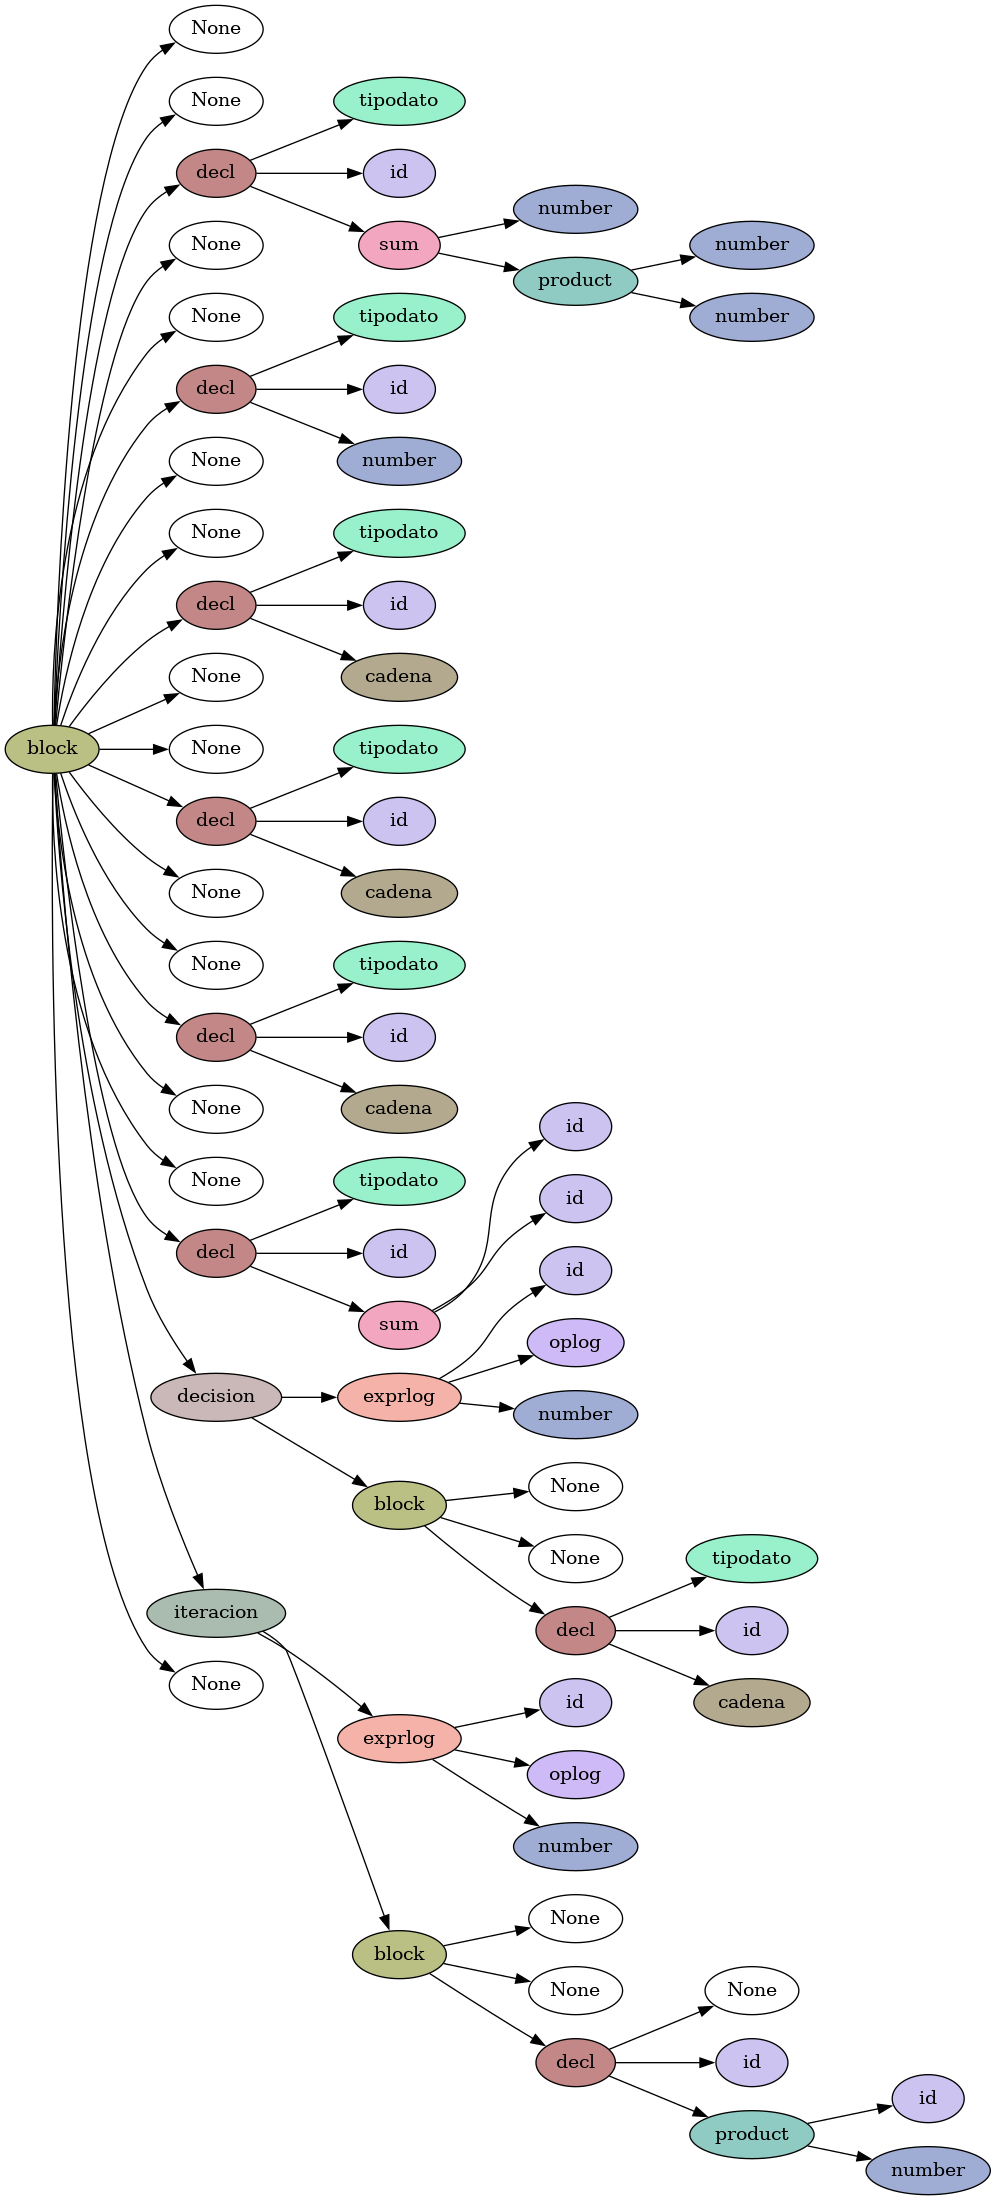 None
None
tipodato
decl
id
number
None
sum
number
product
None
tipodato
number
decl
id
None
number
None
tipodato
decl
id
None
cadena
block
None
tipodato
decl
id
None
cadena
None
tipodato
decl
id
None
cadena
id
None
tipodato
id
decl
id
id
sum
oplog
decision
exprlog
number
None
block
None
tipodato
iteracion
decl
id
None
id
cadena
exprlog
oplog
number
None
block
None
None
decl
id
id
product
number